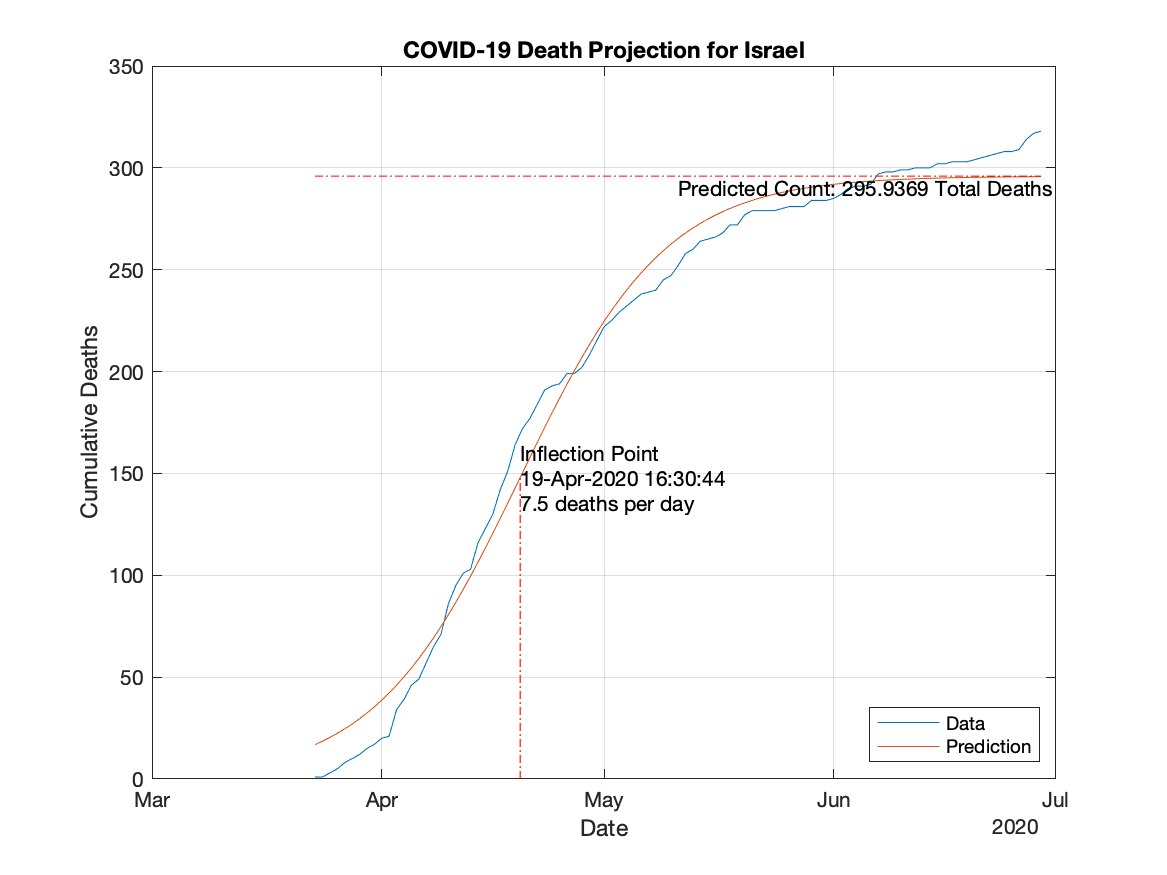 COVID-19 Death Projection for Israel
350
300
250
200
150
100
50
0
Cumulative Deaths
Predicted Count: 295.9369 Total Deaths
Inflection Point
19-Apr-2020 16:30:44
7.5 deaths per day
Data
Prediction
Mar Apr May Jun Jul
Date
2020